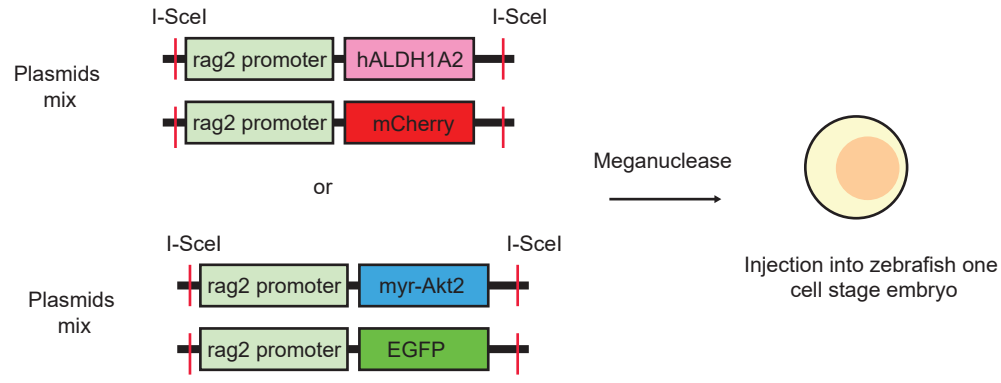 I-SceI I-SceI
Plasmids
mix
rag2 promoter hALDH1A2
rag2 promoter mCherry
or
Meganuclease
I-SceI I-SceI
Plasmids
mix
rag2 promoter myr-Akt2
rag2 promoter EGFP
Injection into zebrafish one
cell stage embryo